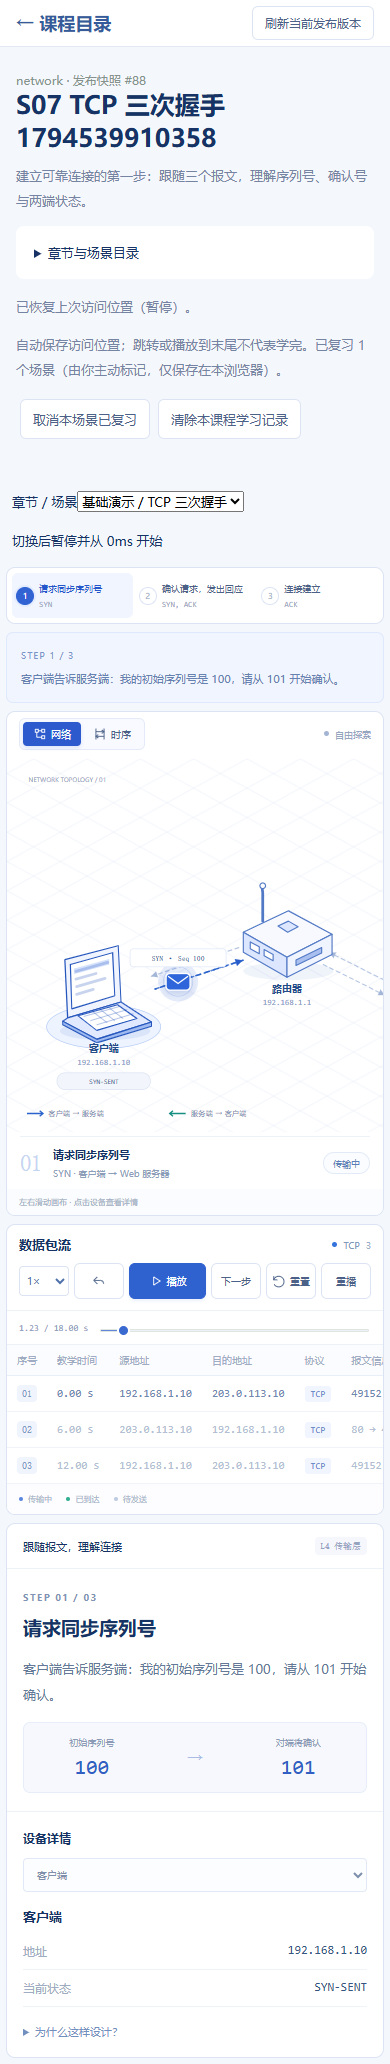 ← 课程目录
刷新当前发布版本
network · 发布快照 #88
S07 TCP 三次握手
1794539910358
建立可靠连接的第一步：跟随三个报文，理解序列号、确认号
与两端状态。
▶ 章节与场景目录
已恢复上次访问位置（暂停）。
自动保存访问位置；跳转或播放到末尾不代表学完。已复习 1
个场景（由你主动标记，仅保存在本浏览器）。
取消本场景已复习
清除本课程学习记录
章节 / 场景 基础演示 / TCP 三次握手
切换后暂停并从 0ms 开始
1 请求同步序列号
SYN
2 确认请求，发出回应
SYN, ACK
3 连接建立
ACK
STEP 1 / 3
客户端告诉服务端：我的初始序列号是 100，请从 101 开始确认。
网络
时序
自由探索
NETWORK TOPOLOGY / 01
SYN • Seq 100
路由器
192.168.1.1
客户端
192.168.1.10
SYN-SENT
客户端 → 服务端
服务端 → 客户端
01 请求同步序列号
SYN · 客户端 → Web 服务器
传输中
左右滑动画布 · 点击设备查看详情
数据包流
TCP 3
1×
播放
下一步
重置
重播
1.23 / 18.00 s
序号 教学时间 源地址 目的地址 协议 报文信
01 0.00 s 192.168.1.10 203.0.113.10 TCP 49152
02 6.00 s 203.0.113.10 192.168.1.10 TCP 80 →
03 12.00 s 192.168.1.10 203.0.113.10 TCP 49152
传输中 已到达 待发送
跟随报文，理解连接
L4 传输层
STEP 01 / 03
请求同步序列号
客户端告诉服务端：我的初始序列号是 100，请从 101 开始
确认。
初始序列号
100
→
对端将确认
101
设备详情
客户端
客户端
地址 192.168.1.10
当前状态 SYN-SENT
▶ 为什么这样设计?